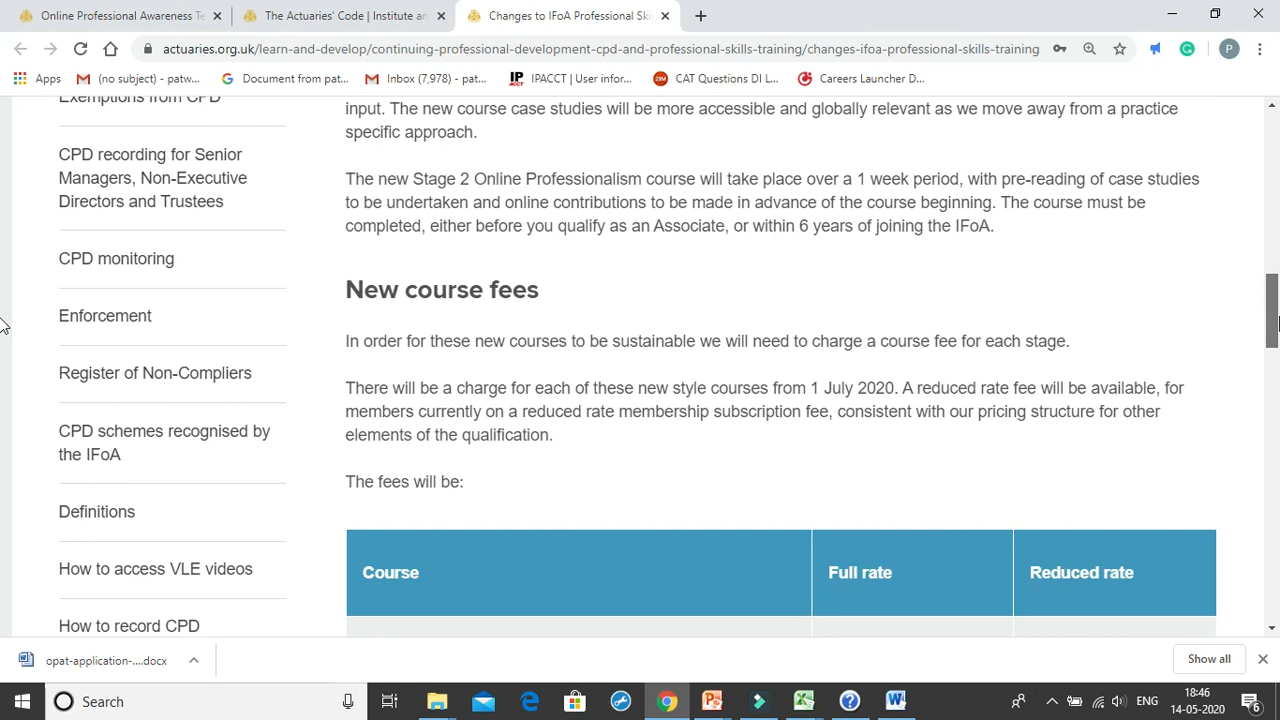 Online Professional Awareness Te
The Actuaries' Code | Institute an
Changes to IFoA Professional Skil
actuaries.org.uk/learn-and-develop/continuing-professional-development-cpd-and-professional-skills-training/changes-ifoa-professional-skills-training
P
Apps
(no subject) - patw...
Document from pat...
Inbox (7,978) - pat...
IPACCT | User infor...
CAT Questions DI L...
Careers Launcher D...
Exemptions from CPD
CPD recording for Senior
Managers, Non-Executive
Directors and Trustees
CPD monitoring
Enforcement
Register of Non-Compliers
CPD schemes recognised by
the IFoA
Definitions
How to access VLE videos
How to record CPD
input. The new course case studies will be more accessible and globally relevant as we move away from a practice
specific approach.
The new Stage 2 Online Professionalism course will take place over a 1 week period, with pre-reading of case studies
to be undertaken and online contributions to be made in advance of the course beginning. The course must be
completed, either before you qualify as an Associate, or within 6 years of joining the IFoA.
New course fees
In order for these new courses to be sustainable we will need to charge a course fee for each stage.
There will be a charge for each of these new style courses from 1 July 2020. A reduced rate fee will be available, for
members currently on a reduced rate membership subscription fee, consistent with our pricing structure for other
elements of the qualification.
The fees will be:
Course Full rate Reduced rate
opat-application-....docx
Show all
Search
ENG
18:46
14-05-2020
6